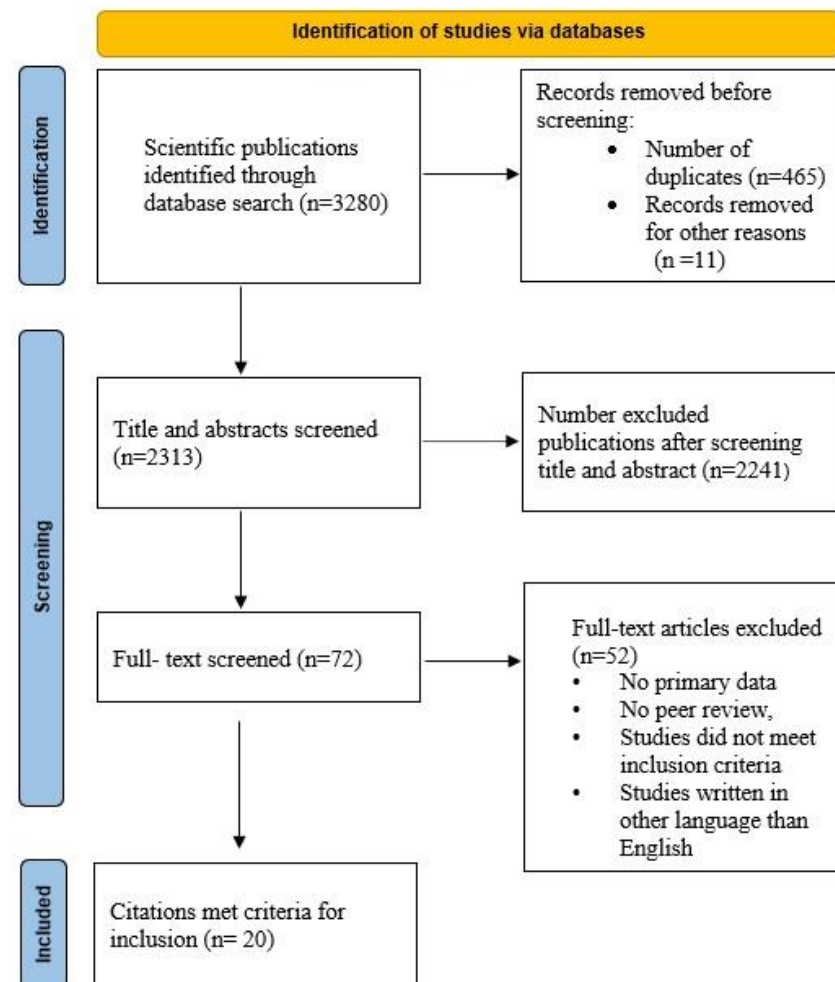 Identification of studies via databases
Identification
Scientific publications
identified through
database search (n=3280)
Records removed before
screening:
• Number of
duplicates (n=465)
• Records removed
for other reasons
(n =11)
Screening
Title and abstracts screened
(n=2313)
Number excluded
publications after screening
title and abstract (n=2241)
Full- text screened (n=72)
Full-text articles excluded
(n=52)
• No primary data
• No peer review,
• Studies did not meet
inclusion criteria
• Studies written in
other language than
English
Included
Citations met criteria for
inclusion (n= 20)